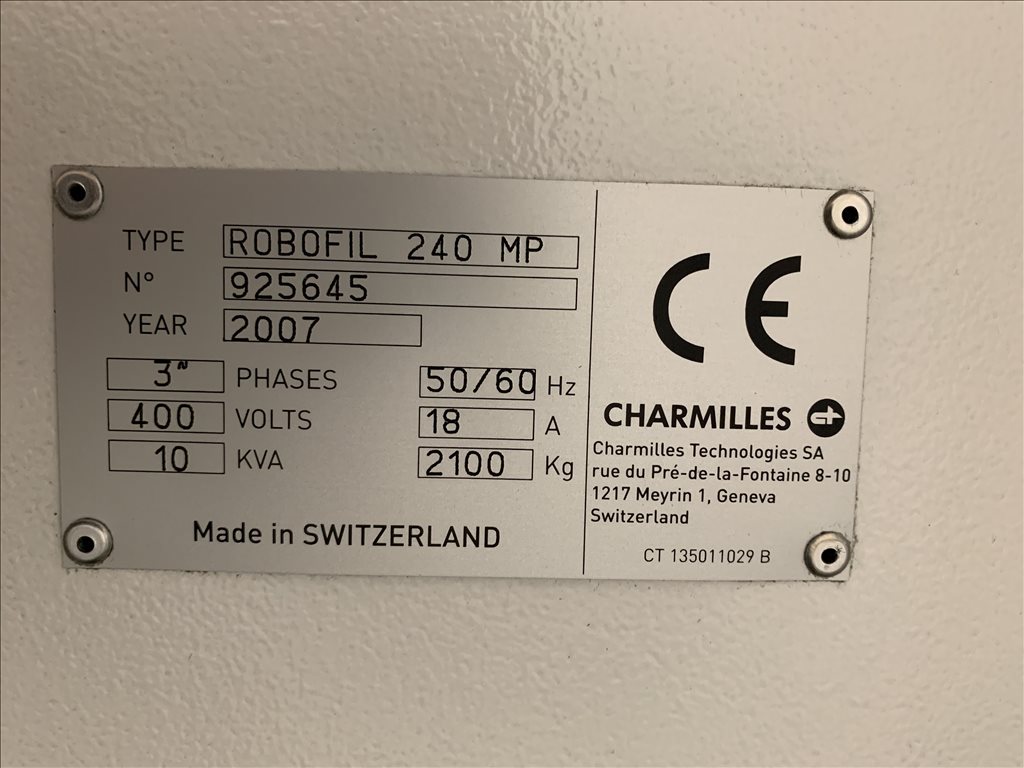 TYPE ROBOFIL 240 MP
N° 925645
YEAR 2007
3~ PHASES 50/60 Hz
400 VOLTS 18 A
10 KVA 2100 Kg
Made in SWITZERLAND
CE
CHARMILLES
Charmilles Technologies SA
rue du Pré-de-la-Fontaine 8-10
1217 Meyrin 1, Geneva
Switzerland
CT 135011029 B